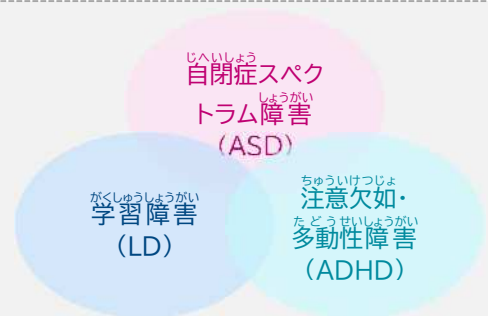 じへいしょう
自閉症スペク
しょうがい
トラム障害
（ASD）
がくしゅうしょうがい
学習障害
（LD）
ちゅういけつじょ
注意欠如・
たどうせいしょうがい
多動性障害
（ADHD）